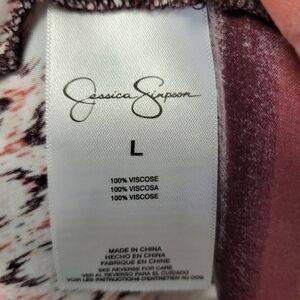 Jessica Simpson
L
100% VISCOSE
100% VISCOSA
100% VISCOSE
MADE IN CHINA
HECHO EN CHINA
FABRIQUE EN CHINE
SEE REVERSE FOR CARE
VER AL REVERSO PARA EL CUIDADO
VOIR LES INSTRUCTIONS D'ENTRETIEN AU DOS